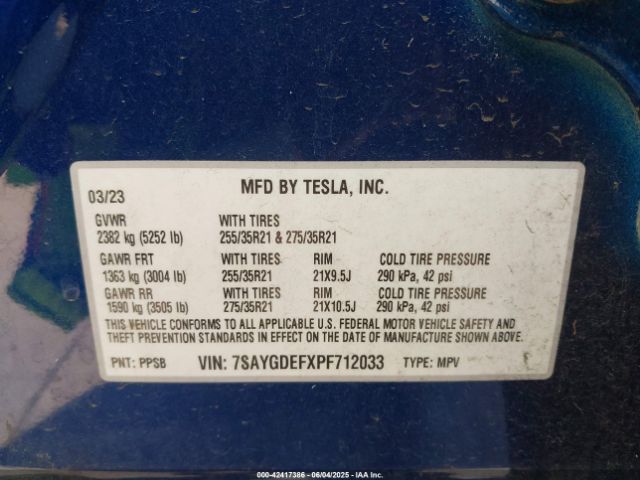 MFD BY TESLA, INC.
03/23
GVWR WITH TIRES
2382 kg (5252 lb) 255/35R21 & 275/35R21
GAWR FRT WITH TIRES RIM COLD TIRE PRESSURE
1363 kg (3004 lb) 255/35R21 21X9.5J 290 kPa, 42 psi
GAWR RR WITH TIRES RIM COLD TIRE PRESSURE
1590 kg (3505 lb) 275/35R21 21X10.5J 290 kPa, 42 psi
THIS VEHICLE CONFORMS TO ALL APPLICABLE U.S. FEDERAL MOTOR VEHICLE SAFETY AND
THEFT PREVENTION STANDARDS IN EFFECT ON THE DATE OF MANUFACTURE SHOWN ABOVE.
PNT: PPSB VIN: 7SAYGDEFXPF712033 TYPE: MPV
000-42417386 - 06/04/2025 - IAA Inc.